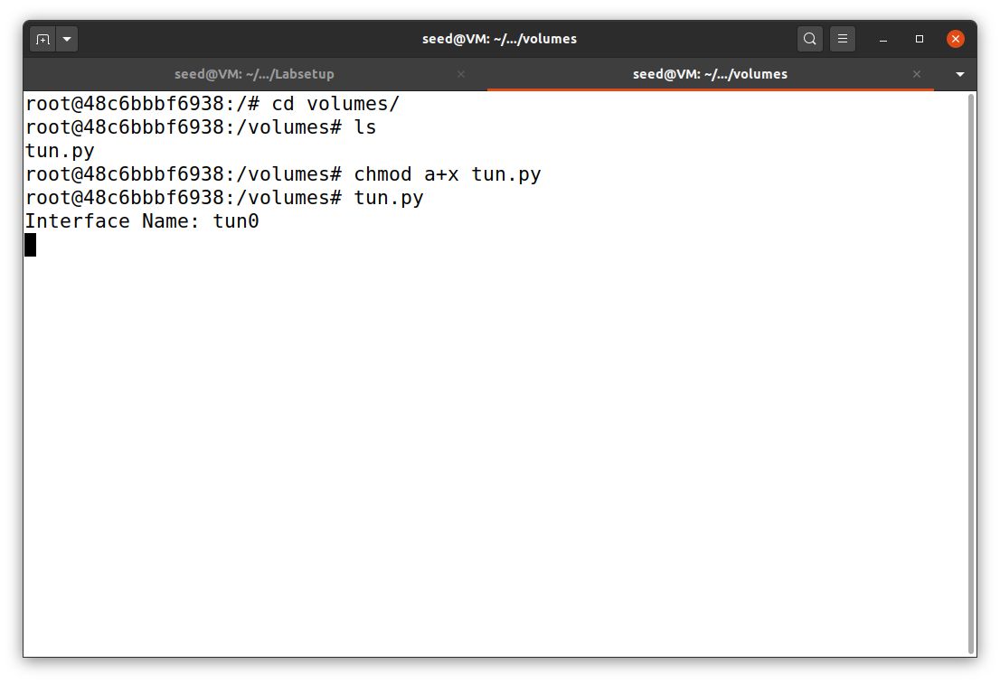 seed@VM: ~/.../volumes
seed@VM: ~/.../Labsetup
seed@VM: ~/.../volumes
root@48c6bbbf6938:/# cd volumes/
root@48c6bbbf6938:/volumes# ls
tun.py
root@48c6bbbf6938:/volumes# chmod a+x tun.py
root@48c6bbbf6938:/volumes# tun.py
Interface Name: tun0